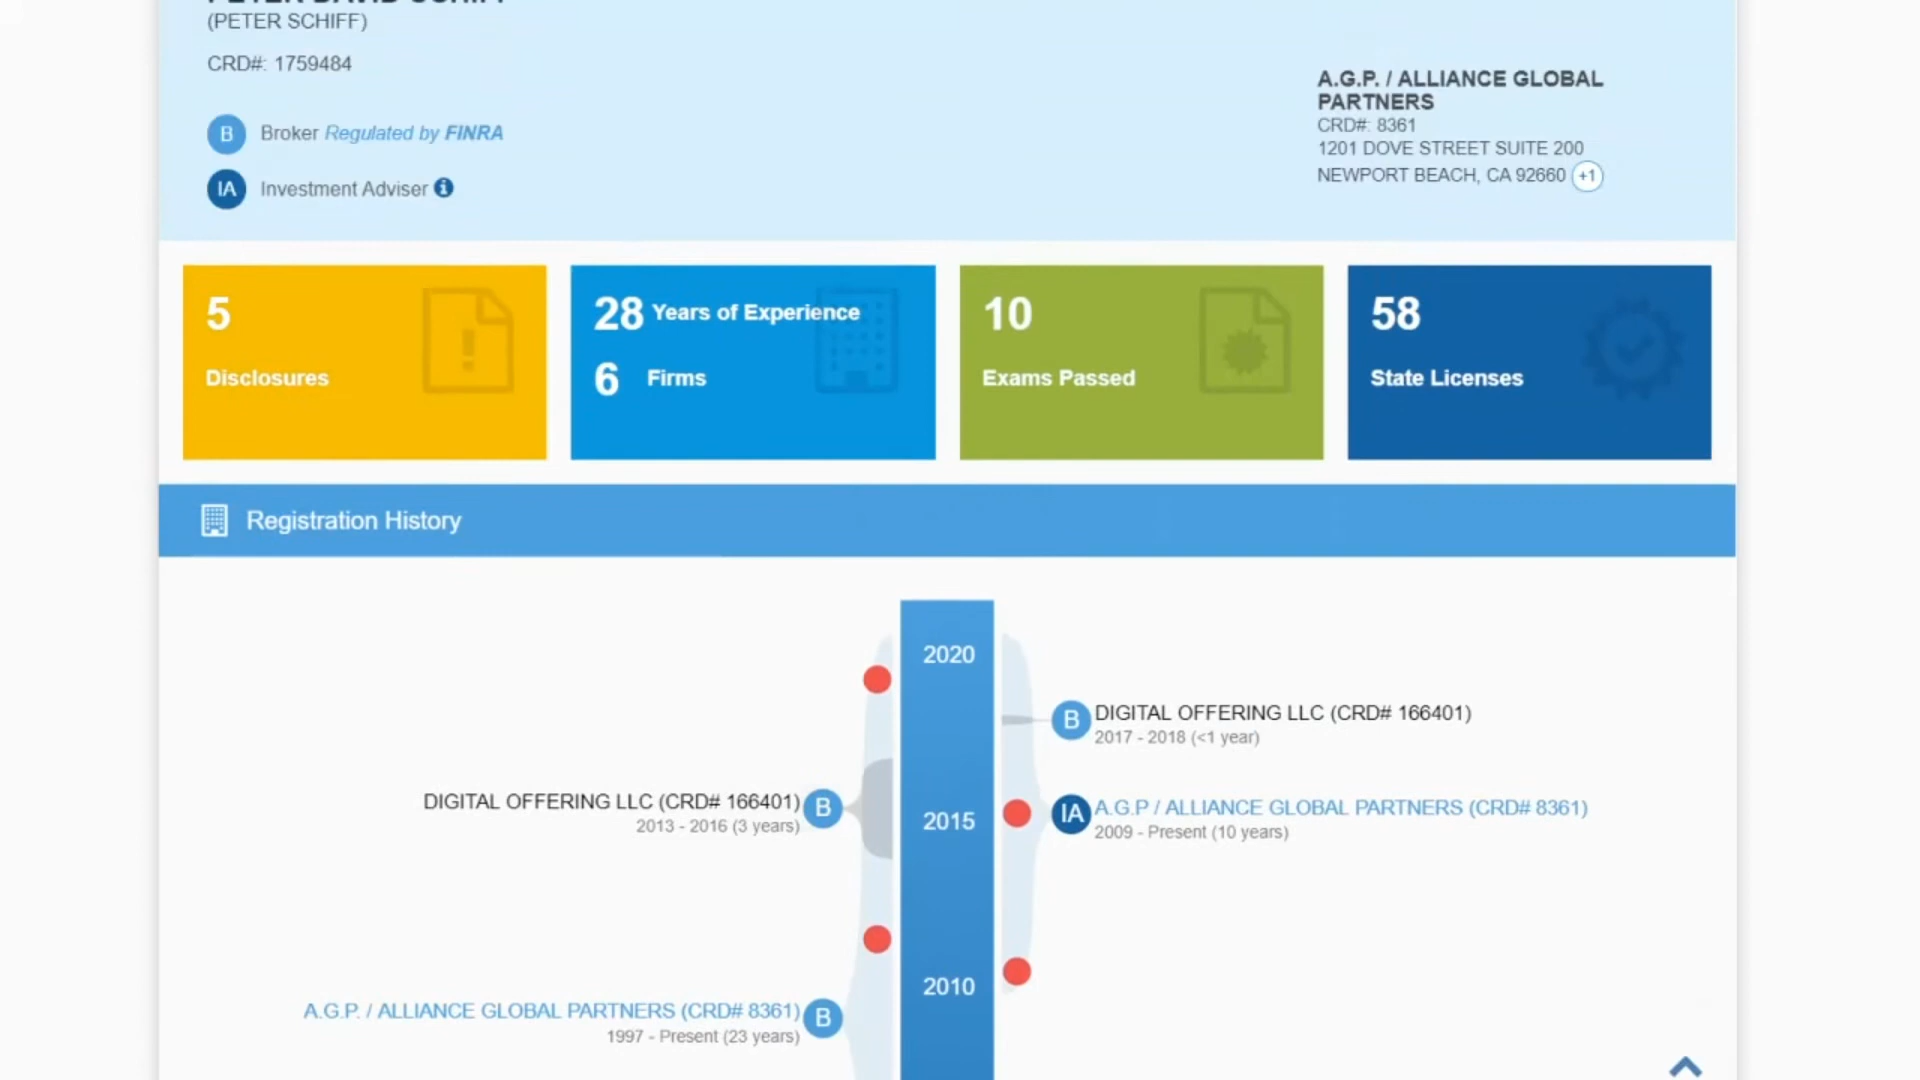 PETER DAVID SCHIFF
(PETER SCHIFF)
CRD#: 1759484
B Broker Regulated by FINRA
IA Investment Adviser i
A.G.P. / ALLIANCE GLOBAL
PARTNERS
CRD#: 8361
1201 DOVE STREET SUITE 200
NEWPORT BEACH, CA 92660 +1
5
Disclosures
28 Years of Experience
6 Firms
10
Exams Passed
58
State Licenses
Registration History
2020
B DIGITAL OFFERING LLC (CRD# 166401)
2017 - 2018 (<1 year)
DIGITAL OFFERING LLC (CRD# 166401) B
2013 - 2016 (3 years)
2015
IA A.G.P / ALLIANCE GLOBAL PARTNERS (CRD# 8361)
2009 - Present (10 years)
2010
A.G.P. / ALLIANCE GLOBAL PARTNERS (CRD# 8361) B
1997 - Present (23 years)